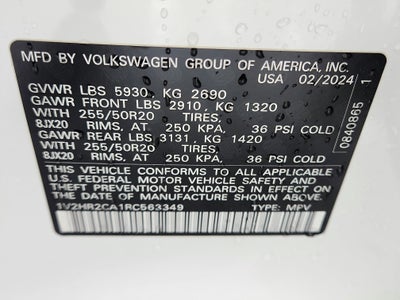 MFD BY VOLKSWAGEN GROUP OF AMERICA, INC.
USA 02/2024
GVWR LBS 5930, KG 2690
GAWR FRONT LBS 2910, KG 1320
WITH 255/50R20 TIRES,
8JX20 RIMS, AT 250 KPA, 36 PSI COLD
GAWR REAR LBS 3131, KG 1420
WITH 255/50R20 TIRES,
8JX20 RIMS, AT 250 KPA, 36 PSI COLD
THIS VEHICLE CONFORMS TO ALL APPLICABLE
FEDERAL MOTOR VEHICLE SAFETY, BUMPER, AND THEFT
PREVENTION STANDARDS IN EFFECT ON THE
DATE OF MANUFACTURE SHOWN ABOVE.
1V2HR2CA1RC563349 TYPE: MPV
0840865 1